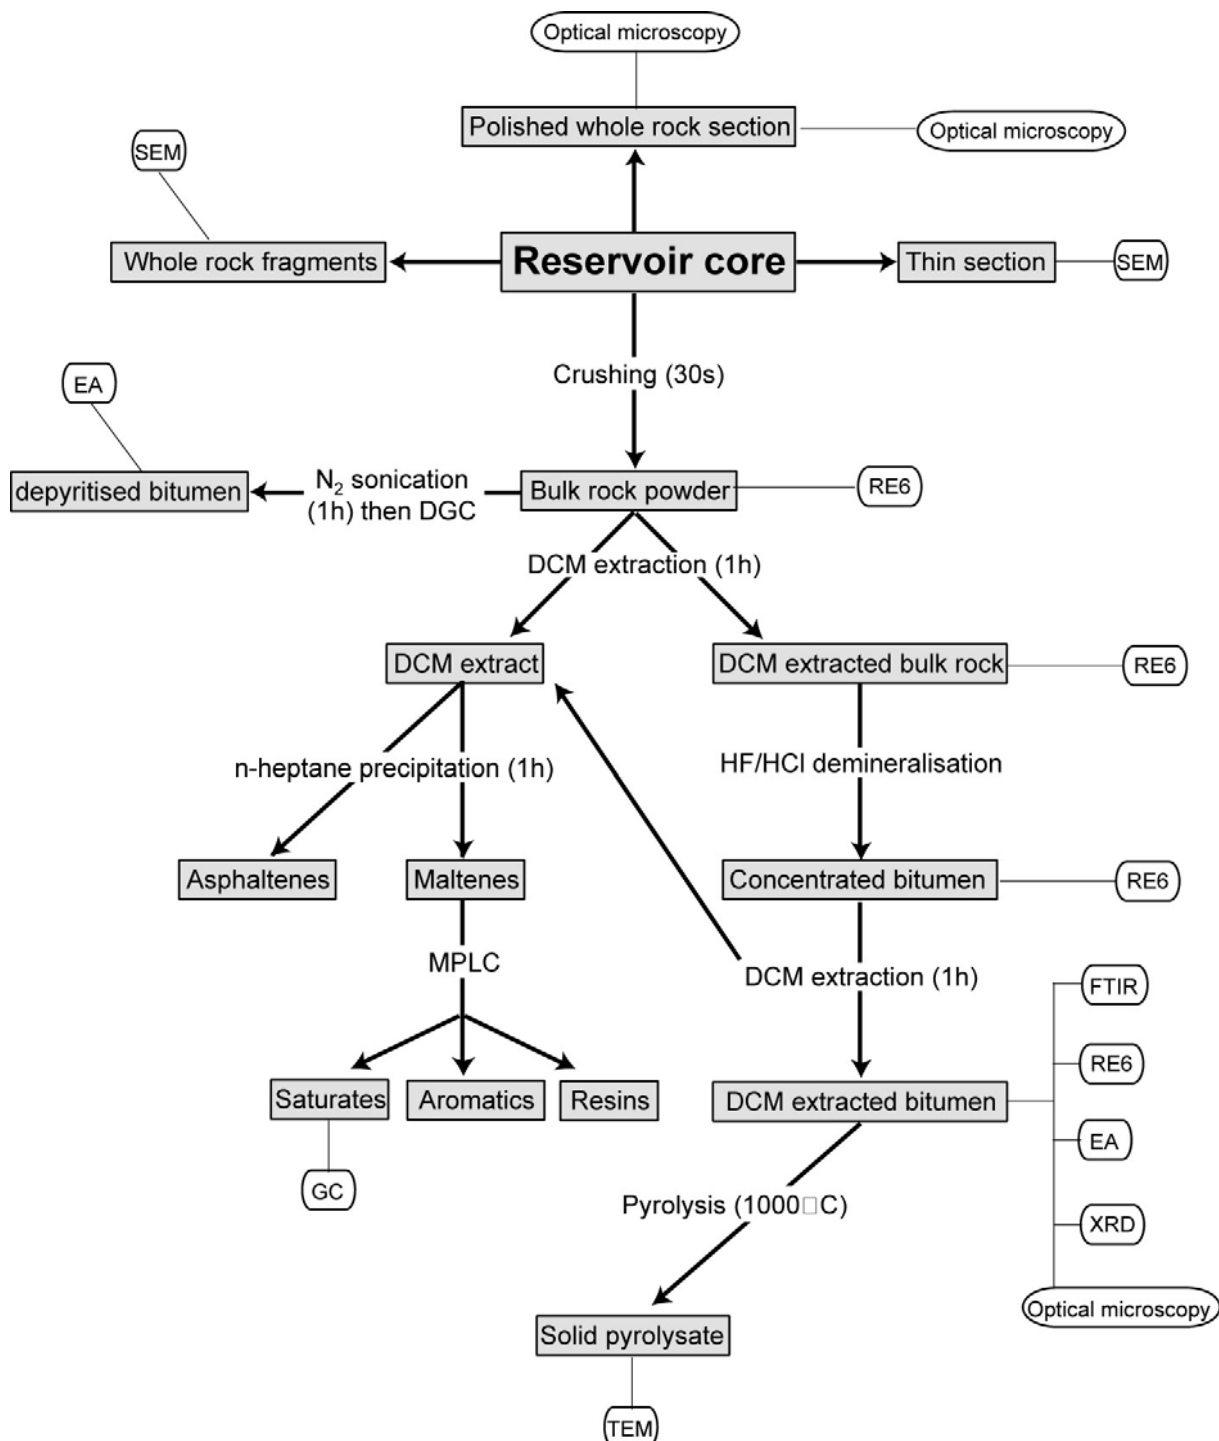 Optical microscopy
Polished whole rock section
Optical microscopy
SEM
Whole rock fragments
Reservoir core
Thin section
SEM
Crushing (30s)
EA
depyritised bitumen
N₂ sonication
(1h) then DGC
Bulk rock powder
RE6
DCM extraction (1h)
DCM extract
DCM extracted bulk rock
RE6
n-heptane precipitation (1h)
HF/HCl demineralisation
Asphaltenes
Maltenes
Concentrated bitumen
RE6
MPLC
DCM extraction (1h)
FTIR
RE6
Saturates
Aromatics
Resins
DCM extracted bitumen
EA
GC
Pyrolysis (1000□C)
XRD
Optical microscopy
Solid pyrolysate
TEM